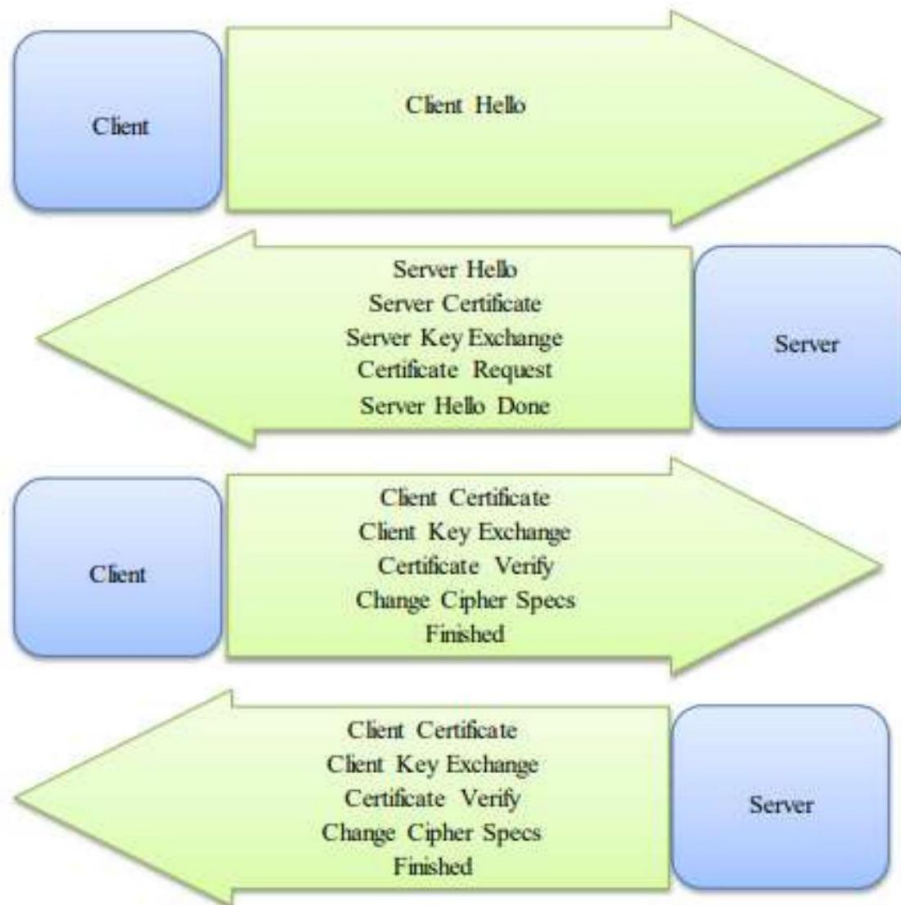 Client
Client Hello
Server Hello
Server Certificate
Server Key Exchange
Certificate Request
Server Hello Done
Server
Client
Client Certificate
Client Key Exchange
Certificate Verify
Change Cipher Specs
Finished
Client Certificate
Client Key Exchange
Certificate Verify
Change Cipher Specs
Finished
Server